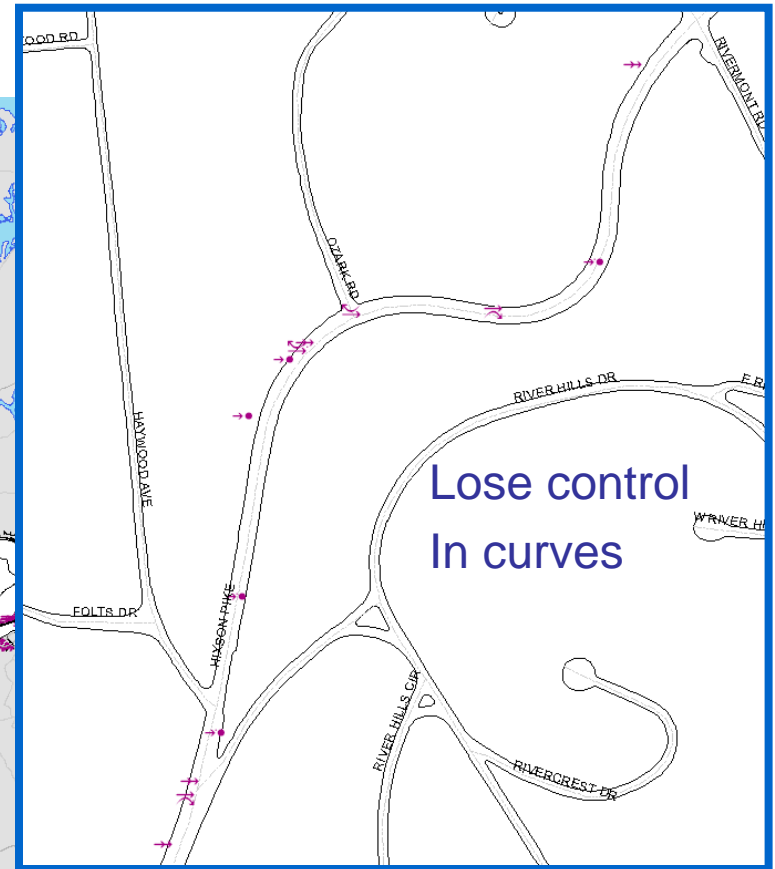 OOD RD
RIVERMONT RD
OZARK RD
RIVER HILLS DR
E R
HAYWOOD AVE
Lose control
In curves
W RIVER HI
FOLTS DR
HIXSON PIKE
RIVER HILLS CIR
RIVERCREST DR